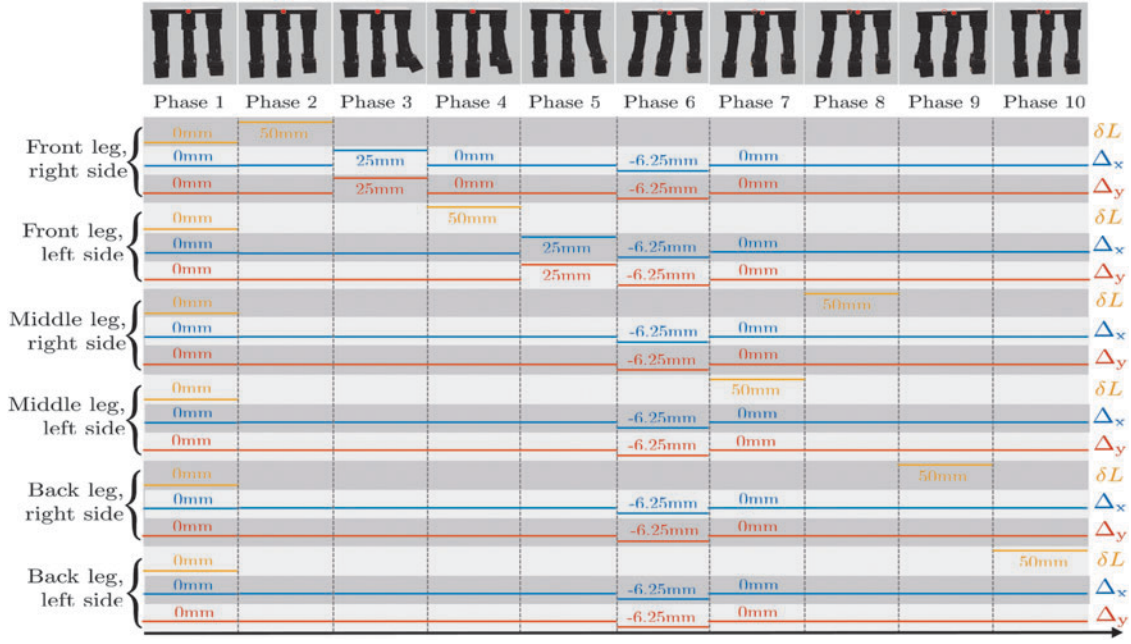 Phase 1 Phase 2 Phase 3 Phase 4 Phase 5 Phase 6 Phase 7 Phase 8 Phase 9 Phase 10
Front leg, right side
0mm 50mm δL
0mm 25mm 0mm -6.25mm 0mm Δx
0mm 25mm 0mm -6.25mm 0mm Δy
Front leg, left side
0mm 50mm δL
0mm 25mm -6.25mm 0mm Δx
0mm 25mm -6.25mm 0mm Δy
Middle leg, right side
0mm 50mm δL
0mm -6.25mm 0mm Δx
0mm -6.25mm 0mm Δy
Middle leg, left side
0mm 50mm δL
0mm -6.25mm 0mm Δx
0mm -6.25mm 0mm Δy
Back leg, right side
0mm 50mm δL
0mm -6.25mm 0mm Δx
0mm -6.25mm 0mm Δy
Back leg, left side
0mm 50mm δL
0mm -6.25mm 0mm Δx
0mm -6.25mm 0mm Δy